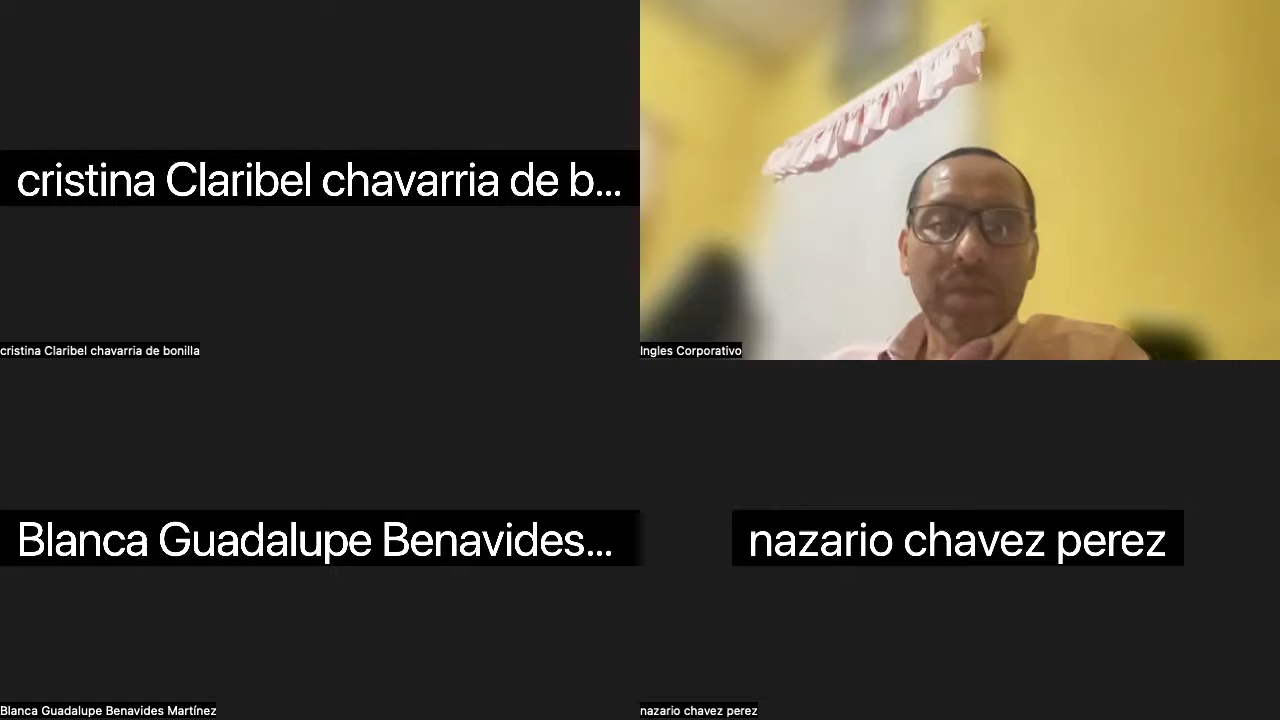 cristina Claribel chavarria de b...
cristina Claribel chavarria de bonilla
Ingles Corporativo
Blanca Guadalupe Benavides...
nazario chavez perez
Blanca Guadalupe Benavides Martínez
nazario chavez perez